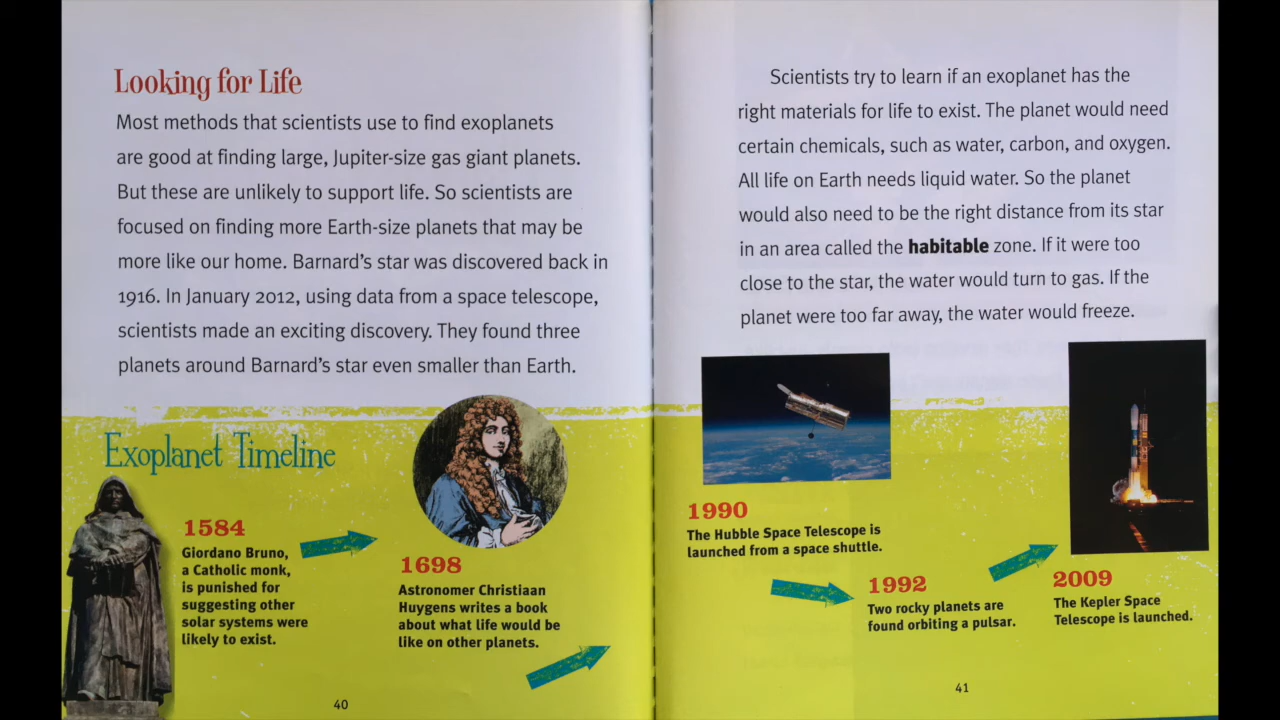 Looking for Life
Most methods that scientists use to find exoplanets
are good at finding large, Jupiter-size gas giant planets.
But these are unlikely to support life. So scientists are
focused on finding more Earth-size planets that may be
more like our home. Barnard's star was discovered back in
1916. In January 2012, using data from a space telescope,
scientists made an exciting discovery. They found three
planets around Barnard's star even smaller than Earth.
Exoplanet Timeline
1584
Giordano Bruno,
a Catholic monk,
is punished for
suggesting other
solar systems were
likely to exist.
1698
Astronomer Christiaan
Huygens writes a book
about what life would be
like on other planets.
40
Scientists try to learn if an exoplanet has the
right materials for life to exist. The planet would need
certain chemicals, such as water, carbon, and oxygen.
All life on Earth needs liquid water. So the planet
would also need to be the right distance from its star
in an area called the habitable zone. If it were too
close to the star, the water would turn to gas. If the
planet were too far away, the water would freeze.
1990
The Hubble Space Telescope is
launched from a space shuttle.
1992
Two rocky planets are
found orbiting a pulsar.
2009
The Kepler Space
Telescope is launched.
41